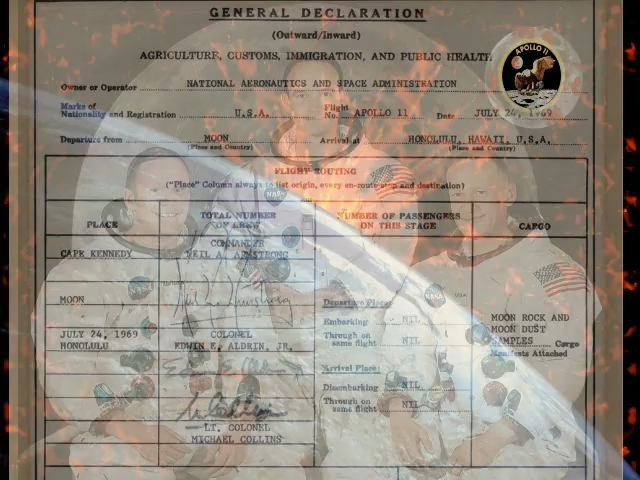 GENERAL DECLARATION
(Outward/Inward)
AGRICULTURE, CUSTOMS, IMMIGRATION, AND PUBLIC HEALTH
APOLLO 11
Owner or Operator NATIONAL AERONAUTICS AND SPACE ADMINISTRATION
Marks of
Nationality and Registration U.S.A. Flight No. APOLLO 11 Date JULY 24, 1969
Departure from MOON Arrival at HONOLULU, HAWAII, U.S.A.
(Place and Country) (Place and Country)
FLIGHT ROUTING
("Place" Column always to list origin, every en-route stop and destination)
PLACE TOTAL NUMBER OF CREW NUMBER OF PASSENGERS ON THIS STAGE CARGO
COMMANDER
CAPE KENNEDY NEIL A. ARMSTRONG
MOON
Departure Place:
Embarking NIL
MOON ROCK AND
MOON DUST
SAMPLES Cargo
Manifests Attached
JULY 24, 1969 COLONEL Through on
HONOLULU EDWIN E. ALDRIN, JR. same flight NIL
Arrival Place:
Disembarking NIL
Through on
same flight NIL
LT. COLONEL
MICHAEL COLLINS
NASA